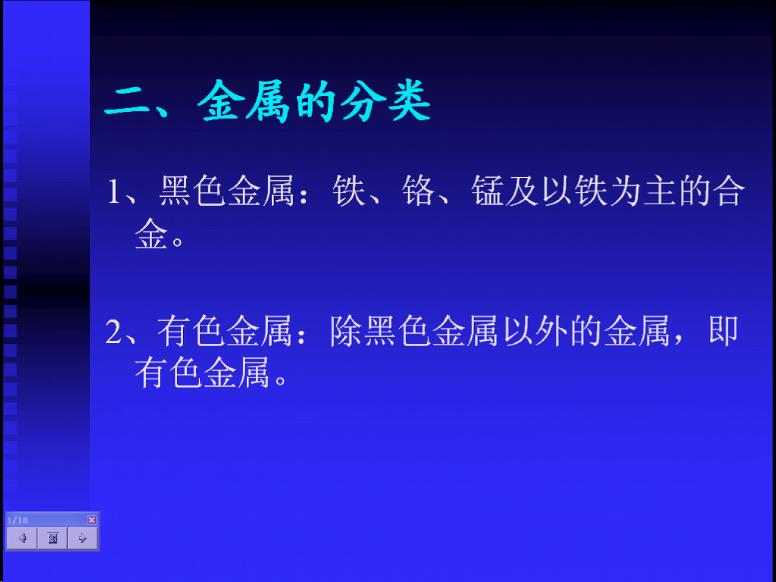 二、金属的分类
1、黑色金属：铁、铬、锰及以铁为主的合
金。
2、有色金属：除黑色金属以外的金属，即
有色金属。
1/18